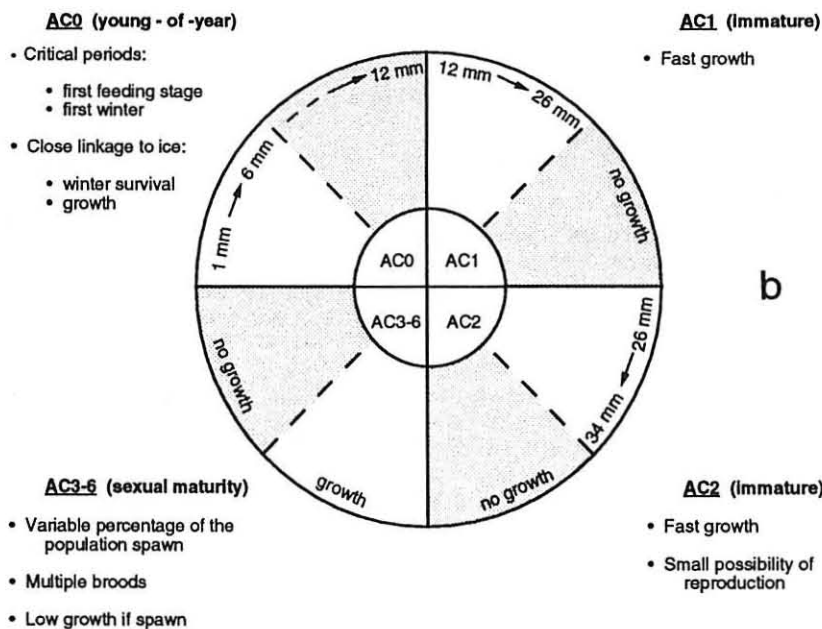 AC0 (young - of -year)
• Critical periods:
• first feeding stage
• first winter
• Close linkage to ice:
• winter survival
• growth
AC1 (immature)
• Fast growth
1 mm → 6 mm
→ 12 mm
12 mm → 26 mm
no growth
AC0
AC1
AC3-6
AC2
b
26 mm → 34 mm
no growth
growth
no growth
AC3-6 (sexual maturity)
• Variable percentage of the
population spawn
• Multiple broods
• Low growth if spawn
AC2 (immature)
• Fast growth
• Small possibility of
reproduction